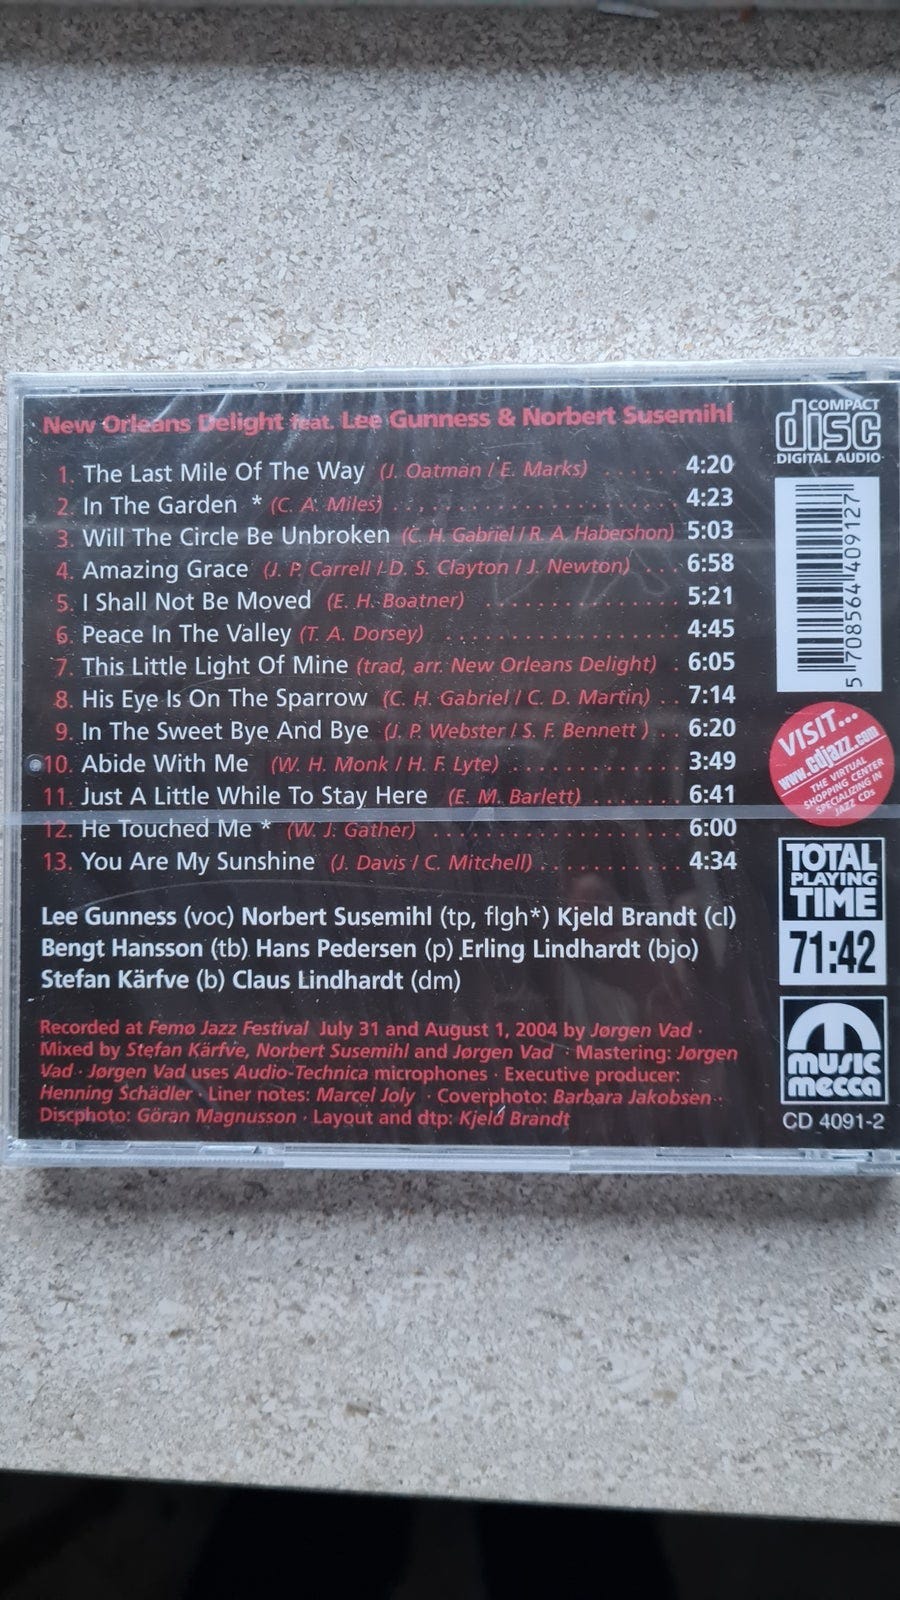 New Orleans Delight feat. Lee Gunness & Norbert Susemihl
1. The Last Mile Of The Way (J. Oatman / E. Marks) ...... 4:20
2. In The Garden * (C. A. Miles) ...................... 4:23
3. Will The Circle Be Unbroken (C. H. Gabriel / R. A. Habershon) 5:03
4. Amazing Grace (J. P. Carrell / D. S. Clayton / J. Newton) ... 6:58
5. I Shall Not Be Moved (E. H. Boatner) ............... 5:21
6. Peace In The Valley (T. A. Dorsey) .................. 4:45
7. This Little Light Of Mine (trad, arr. New Orleans Delight) . 6:05
8. His Eye Is On The Sparrow (C. H. Gabriel / C. D. Martin) .. 7:14
9. In The Sweet Bye And Bye (J. P. Webster / S. F. Bennett ) .. 6:20
10. Abide With Me (W. H. Monk / H. F. Lyte) ............. 3:49
11. Just A Little While To Stay Here (E. M. Barlett) ....... 6:41
12. He Touched Me * (W. J. Gather) ................... 6:00
13. You Are My Sunshine (J. Davis / C. Mitchell) ........... 4:34
Lee Gunness (voc) Norbert Susemihl (tp, flgh*) Kjeld Brandt (cl)
Bengt Hansson (tb) Hans Pedersen (p) Erling Lindhardt (bjo)
Stefan Kärfve (b) Claus Lindhardt (dm)
Recorded at Femø Jazz Festival July 31 and August 1, 2004 by Jørgen Vad ·
Mixed by Stefan Kärfve, Norbert Susemihl and Jørgen Vad · Mastering: Jørgen
Vad · Jørgen Vad uses Audio-Technica microphones · Executive producer:
Henning Schädler · Liner notes: Marcel Joly · Coverphoto: Barbara Jakobsen ·
Discphoto: Göran Magnusson · Layout and dtp: Kjeld Brandt
COMPACT
disc
DIGITAL AUDIO
5 708564 409127
VISIT...
www.cdjazz.com
THE VIRTUAL
SHOPPING CENTER
SPECIALIZING IN
JAZZ CDs
TOTAL
PLAYING
TIME
71:42
music
mecca
CD 4091-2